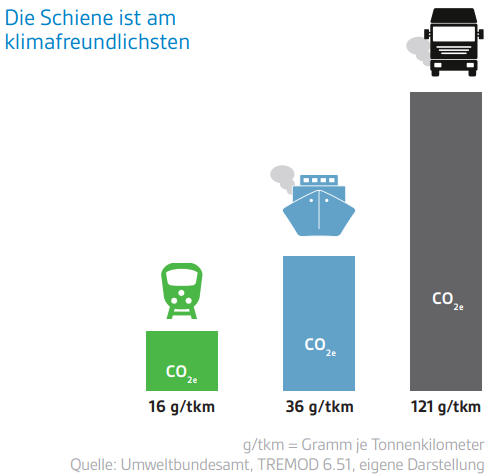 Die Schiene ist am
klimafreundlichsten
CO2e
CO2e
CO2e
16 g/tkm
36 g/tkm
121 g/tkm
g/tkm = Gramm je Tonnenkilometer
Quelle: Umweltbundesamt, TREMOD 6.51, eigene Darstellung